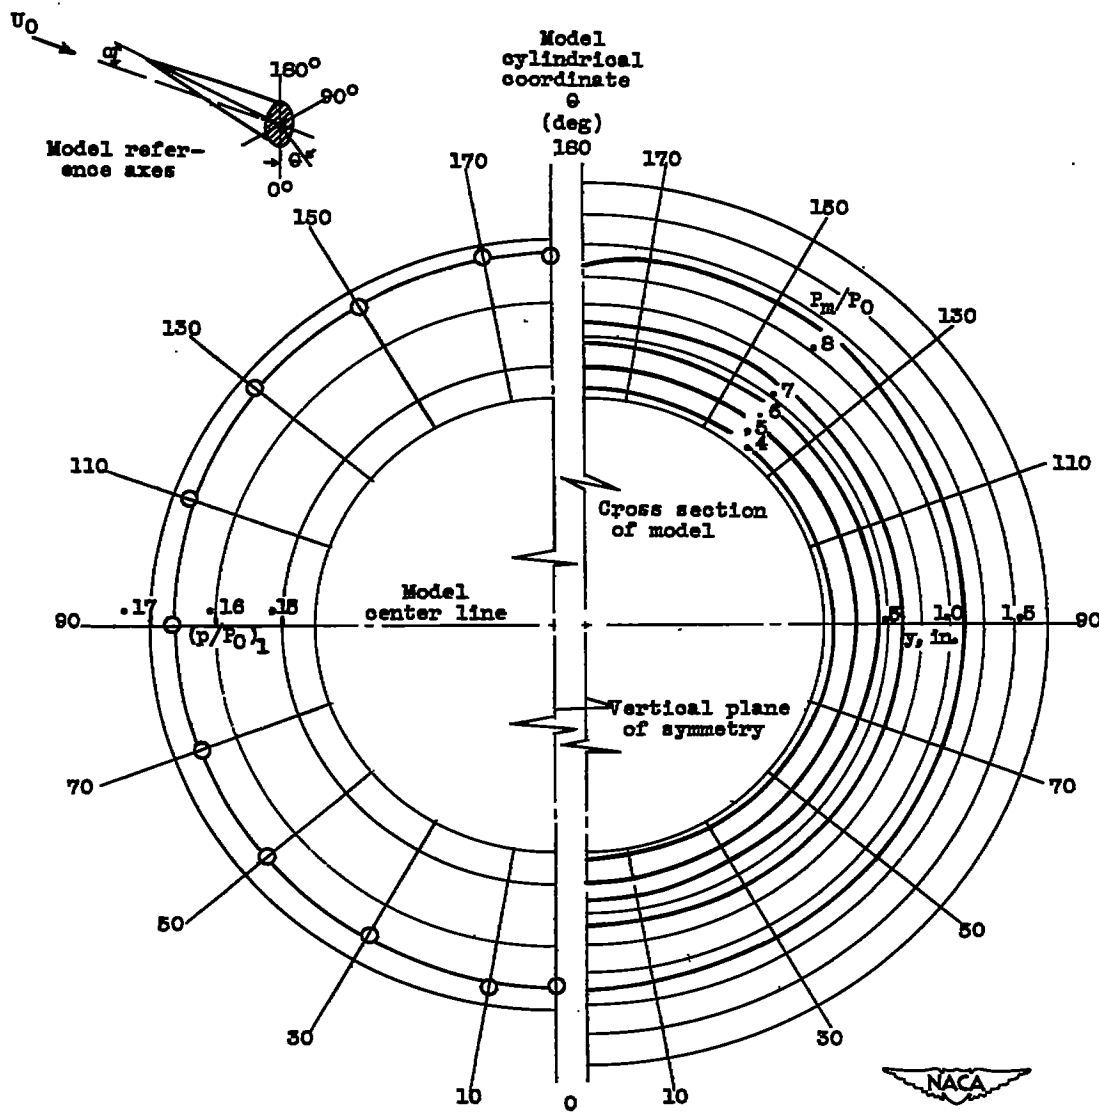 U0
α
180°
90°
Model refer-
ence axes
θ
0°
Model
cylindrical
coordinate
θ
(deg)
180
170
170
150
150
130
130
110
110
Pm/P0
.8
.7
.6
.5
.4
Cross section
of model
Model
center line
90
.17
.16
.15
(p/P0)1
.5
1.0
1.5
90
y, in.
Vertical plane
of symmetry
70
70
50
50
30
30
10
0
10
NACA